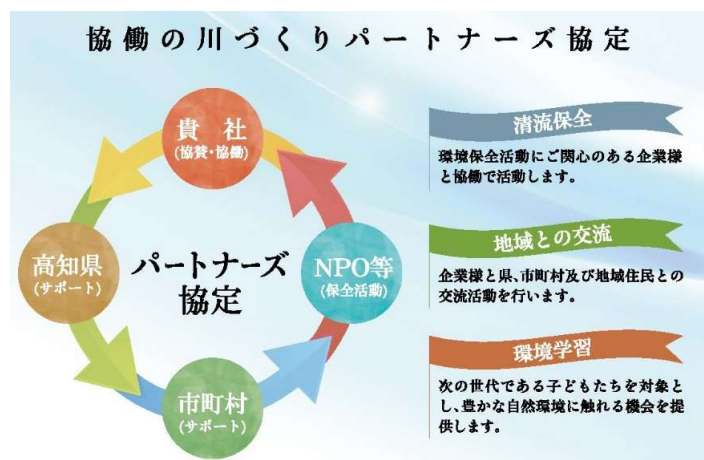 協働の川づくりパートナーズ協定
貴社
(協賛・協働)
高知県
(サポート)
パートナーズ
協定
NPO等
(保全活動)
市町村
(サポート)
清流保全
環境保全活動にご関心のある企業様
と協働で活動します。
地域との交流
企業様と県、市町村及び地域住民との
交流活動を行います。
環境学習
次の世代である子どもたちを対象と
し、豊かな自然環境に触れる機会を提
供します。